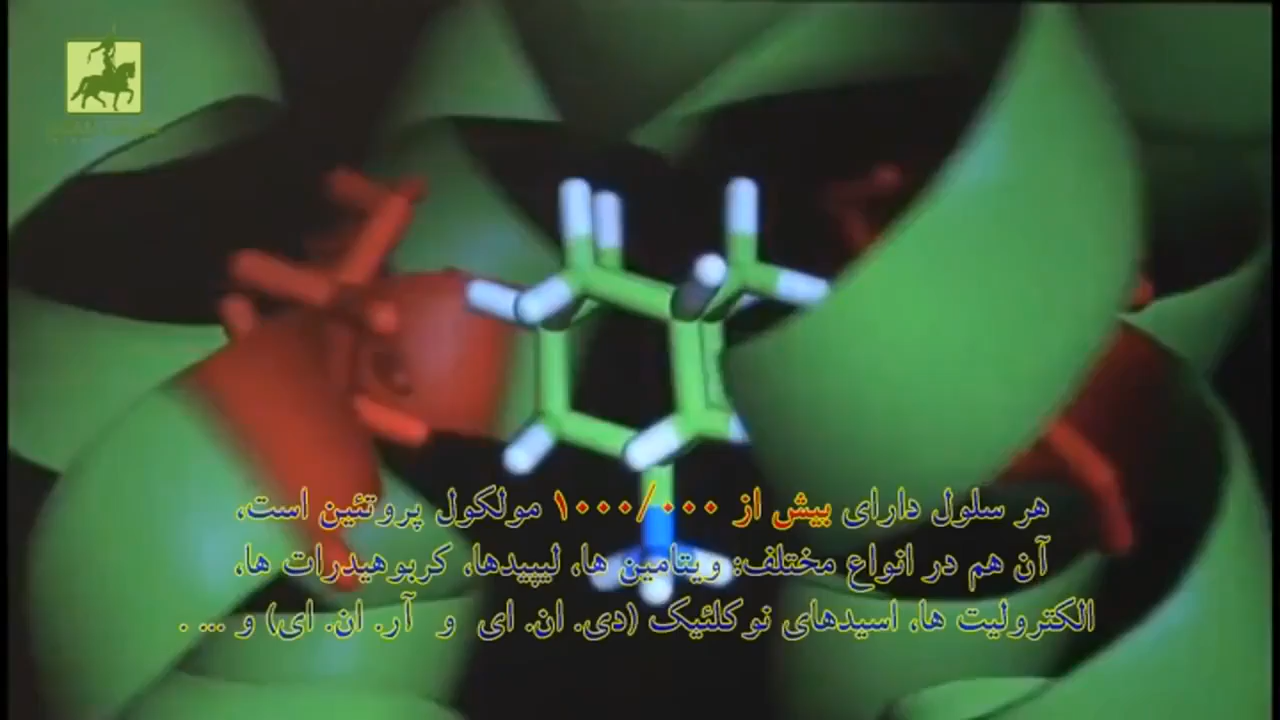 هر سلول دارای بیش از ۱۰۰۰/۰۰۰ مولکول پروتئین است،
آن هم در انواع مختلف: ویتامین ها، لیپیدها، کربوهیدرات ها،
الکترولیت ها، اسیدهای نوکلئیک (دی. ان. ای و آر. ان. ای) و ... .